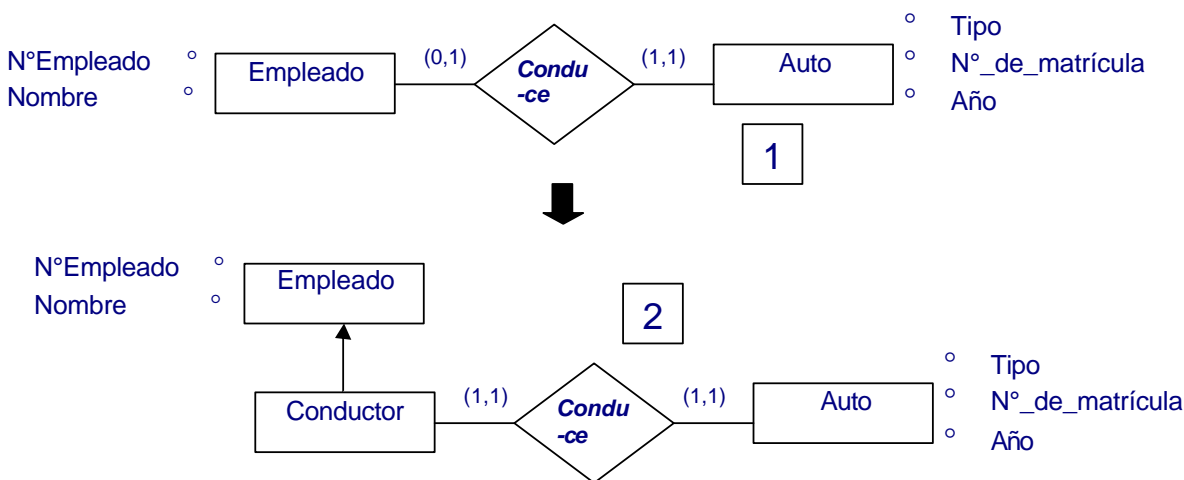 N°Empleado
Nombre
Empleado
(0,1)
Condu
-ce
(1,1)
Auto
Tipo
N°_de_matrícula
Año
1
N°Empleado
Nombre
Empleado
2
Conductor
(1,1)
Condu
-ce
(1,1)
Auto
Tipo
N°_de_matrícula
Año